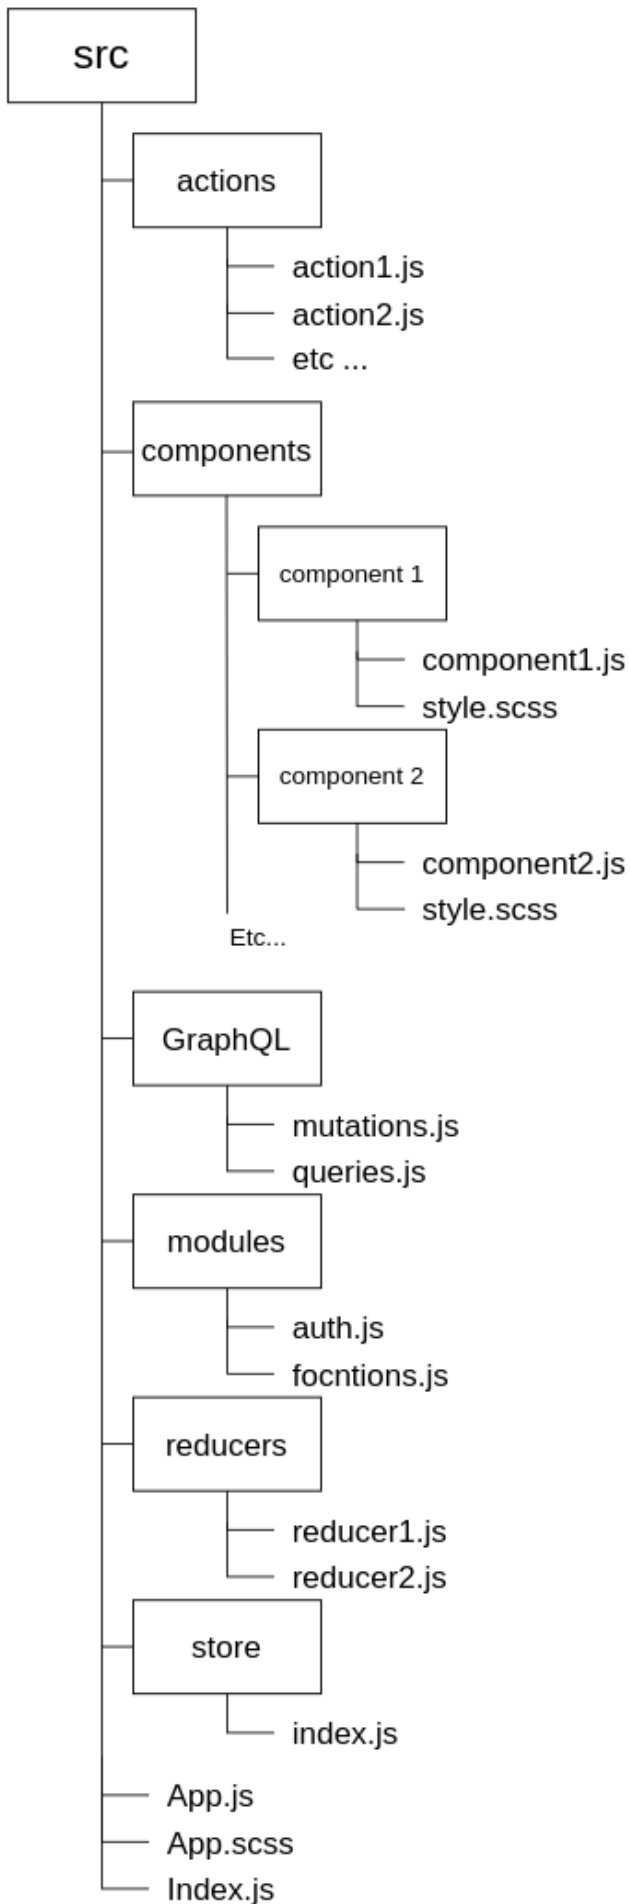 src
actions
action1.js
action2.js
etc ...
components
component 1
component1.js
style.scss
component 2
component2.js
style.scss
Etc...
GraphQL
mutations.js
queries.js
modules
auth.js
focntions.js
reducers
reducer1.js
reducer2.js
store
index.js
App.js
App.scss
Index.js